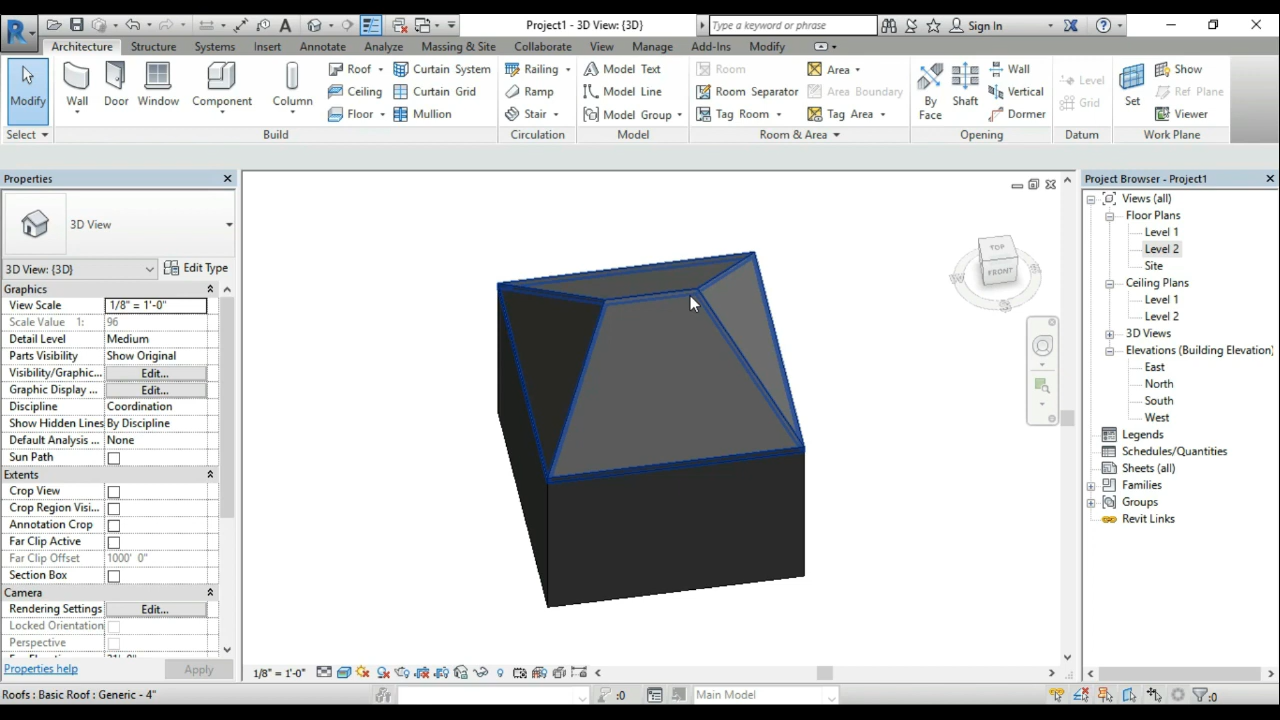 Project1 - 3D View: {3D}
Type a keyword or phrase
Sign In
Architecture Structure Systems Insert Annotate Analyze Massing & Site Collaborate View Manage Add-Ins Modify
Modify
Wall
Door
Window
Component
Column
Roof
Ceiling
Floor
Curtain System
Curtain Grid
Mullion
Railing
Ramp
Stair
Model Text
Model Line
Model Group
Room
Room Separator
Tag Room
Area
Area Boundary
Tag Area
By
Face
Shaft
Wall
Vertical
Dormer
Level
Grid
Set
Show
Ref Plane
Viewer
Select Build Circulation Model Room & Area Opening Datum Work Plane
Properties
3D View
3D View: {3D} Edit Type
Graphics
View Scale 1/8" = 1'-0"
Scale Value 1: 96
Detail Level Medium
Parts Visibility Show Original
Visibility/Graphic... Edit...
Graphic Display ... Edit...
Discipline Coordination
Show Hidden Lines By Discipline
Default Analysis ... None
Sun Path
Extents
Crop View
Crop Region Visi...
Annotation Crop
Far Clip Active
Far Clip Offset 1000' 0"
Section Box
Camera
Rendering Settings Edit...
Locked Orientation
Perspective
Properties help Apply
TOP
FRONT
Project Browser - Project1
Views (all)
Floor Plans
Level 1
Level 2
Site
Ceiling Plans
Level 1
Level 2
3D Views
Elevations (Building Elevation)
East
North
South
West
Legends
Schedules/Quantities
Sheets (all)
Families
Groups
Revit Links
1/8" = 1'-0"
Roofs : Basic Roof : Generic - 4" :0 Main Model :0